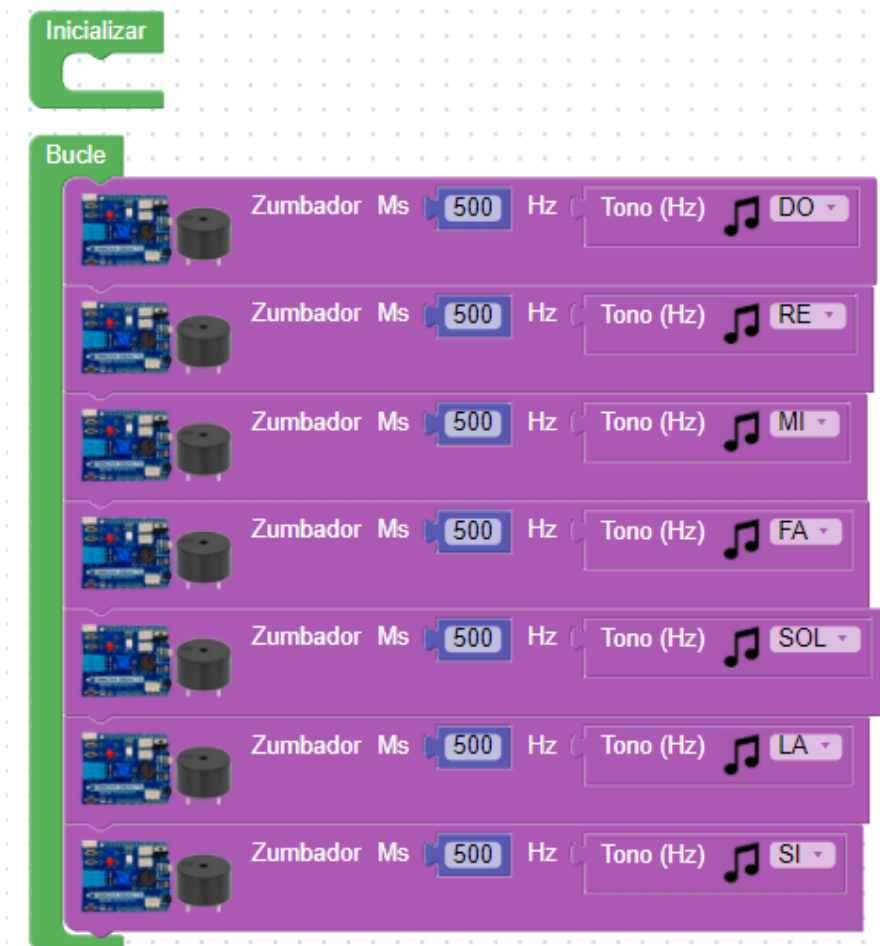 Inicializar
Bucle
Zumbador Ms 500 Hz Tono (Hz) DO
Zumbador Ms 500 Hz Tono (Hz) RE
Zumbador Ms 500 Hz Tono (Hz) MI
Zumbador Ms 500 Hz Tono (Hz) FA
Zumbador Ms 500 Hz Tono (Hz) SOL
Zumbador Ms 500 Hz Tono (Hz) LA
Zumbador Ms 500 Hz Tono (Hz) SI